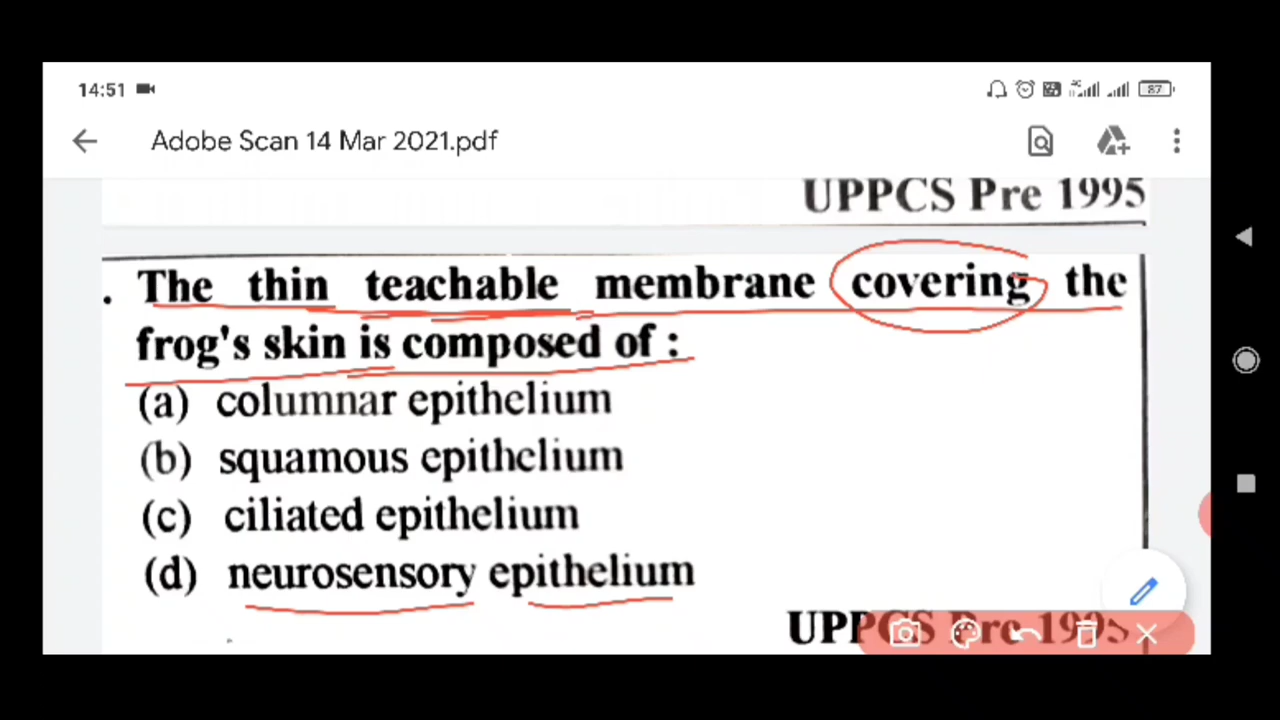 14:51
87
Adobe Scan 14 Mar 2021.pdf
UPPCS Pre 1995
. The thin teachable membrane covering the
frog's skin is composed of :
(a) columnar epithelium
(b) squamous epithelium
(c) ciliated epithelium
(d) neurosensory epithelium
UPPCS Pre 1995